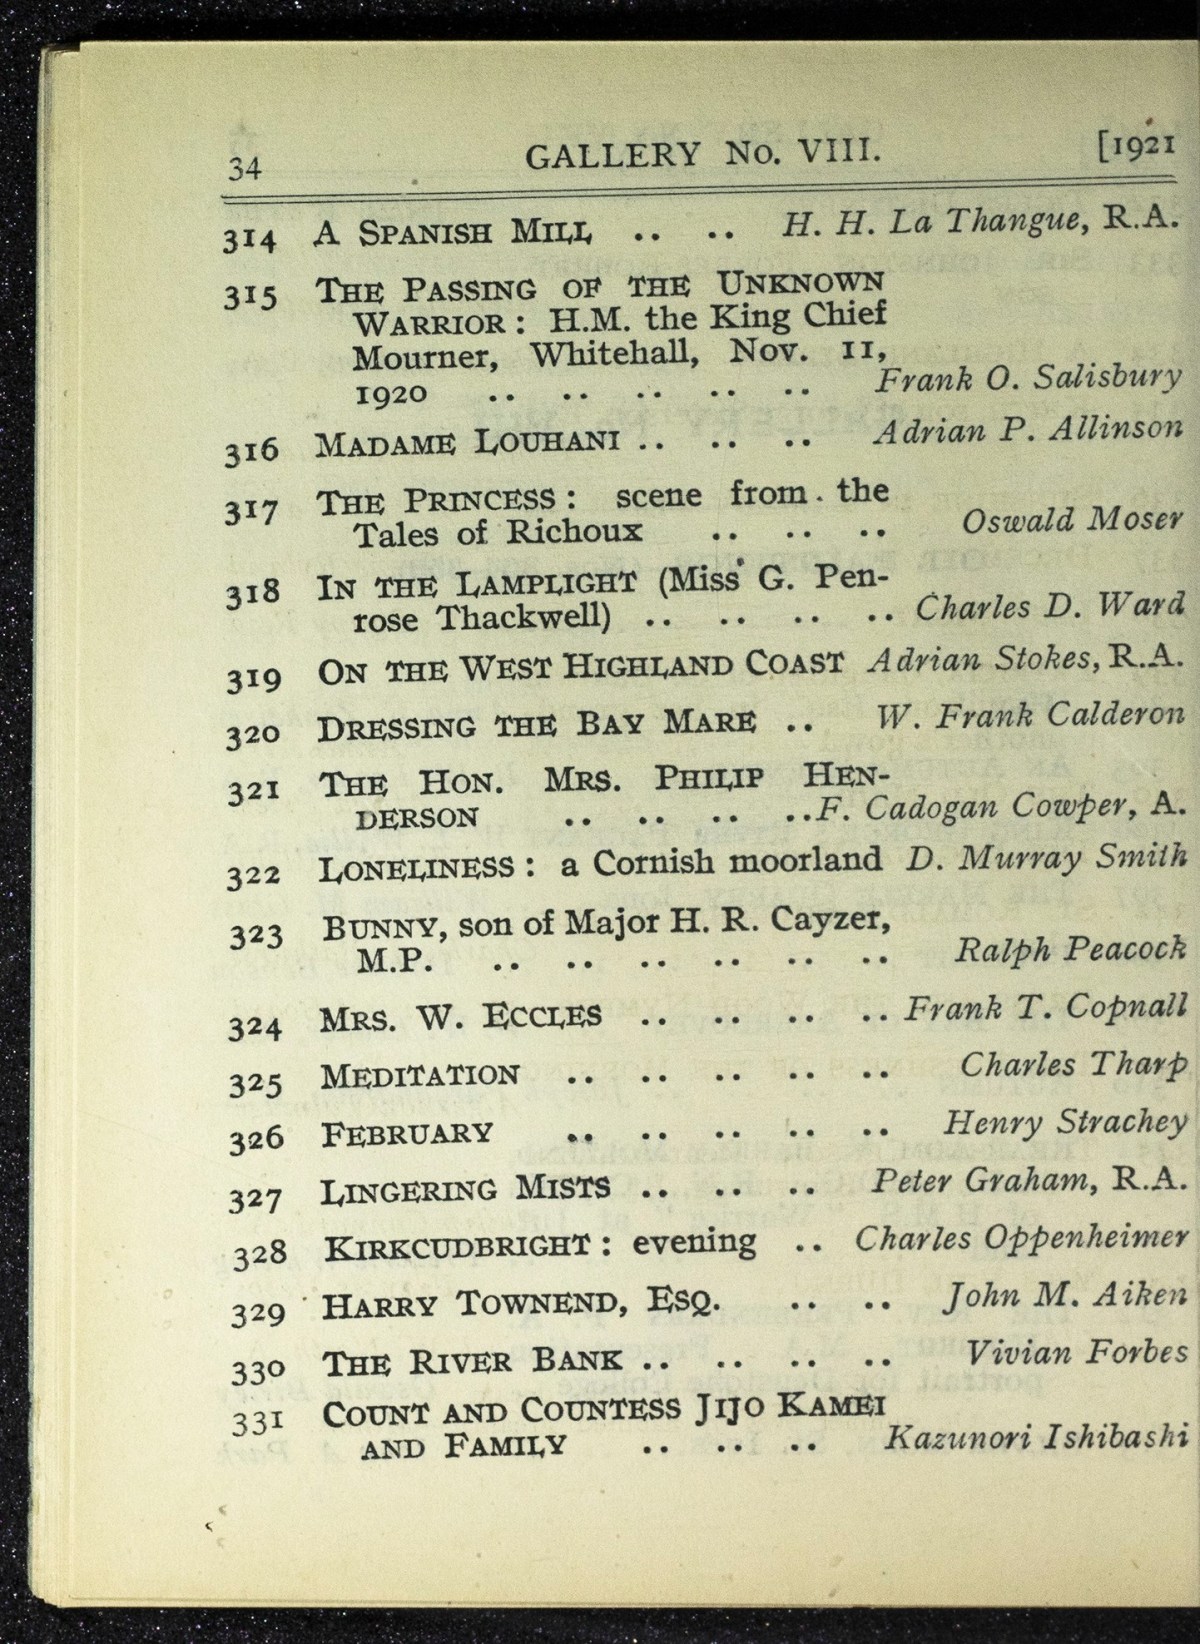 34 GALLERY No. VIII. [1921
314 A SPANISH MILL .. .. H. H. La Thangue, R.A.
315 THE PASSING OF THE UNKNOWN
WARRIOR : H.M. the King Chief
Mourner, Whitehall, Nov. 11,
1920 .. .. .. .. .. Frank O. Salisbury
316 MADAME LOUHANI .. .. .. Adrian P. Allinson
317 THE PRINCESS : scene from the
Tales of Richoux .. .. .. Oswald Moser
318 IN THE LAMPLIGHT (Miss G. Pen-
rose Thackwell) .. .. .. .. Charles D. Ward
319 ON THE WEST HIGHLAND COAST Adrian Stokes, R.A.
320 DRESSING THE BAY MARE .. W. Frank Calderon
321 THE HON. MRS. PHILIP HEN-
DERSON .. .. .. .. F. Cadogan Cowper, A.
322 LONELINESS : a Cornish moorland D. Murray Smith
323 BUNNY, son of Major H. R. Cayzer,
M.P. .. .. .. .. .. .. Ralph Peacock
324 MRS. W. ECCLES .. .. .. .. Frank T. Copnall
325 MEDITATION .. .. .. .. .. Charles Tharp
326 FEBRUARY .. .. .. .. .. Henry Strachey
327 LINGERING MISTS .. .. .. Peter Graham, R.A.
328 KIRKCUDBRIGHT : evening .. Charles Oppenheimer
329 HARRY TOWNEND, ESQ. .. .. John M. Aiken
330 THE RIVER BANK .. .. .. .. Vivian Forbes
331 COUNT AND COUNTESS JIJO KAMEI
AND FAMILY .. .. .. Kazunori Ishibashi